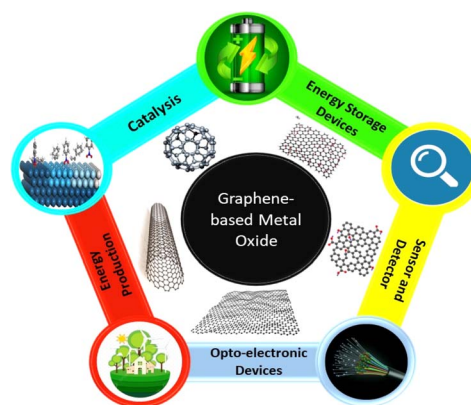 Catalysis
Energy Storage
Devices
Graphene-
based Metal
Oxide
Sensor and
Detector
Energy
Production
Opto-electronic
Devices